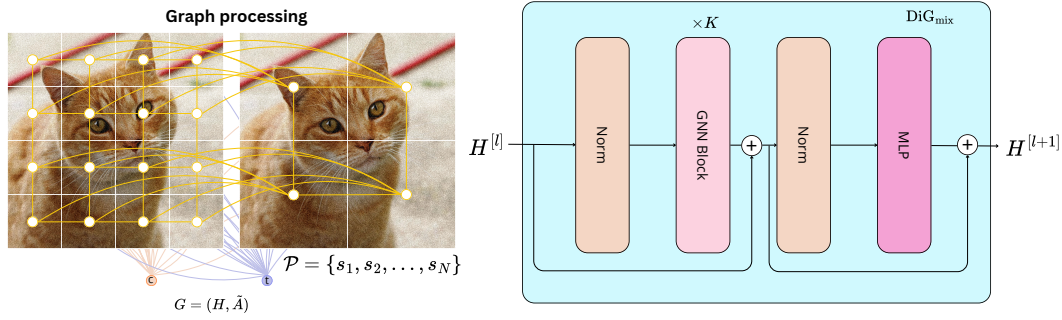 Graph processing
c
t
𝒫 = {s₁, s₂, . . . , s_N}
G = (H, Ã)
×K
DiG_mix
H^[l]
Norm
GNN Block
+
Norm
MLP
+
H^[l+1]